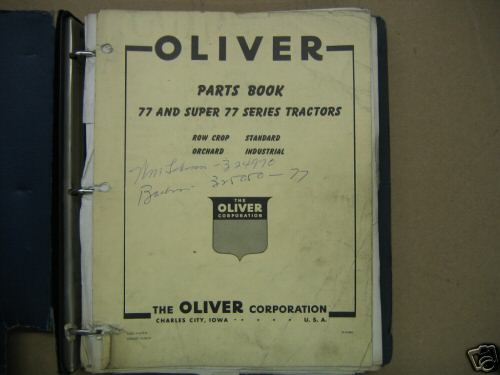 OLIVER
PARTS BOOK
77 AND SUPER 77 SERIES TRACTORS
ROW CROP STANDARD
ORCHARD INDUSTRIAL
-324970
325050-77
THE
OLIVER
CORPORATION
THE OLIVER CORPORATION
CHARLES CITY, IOWA · · · · · U. S. A.
ebY